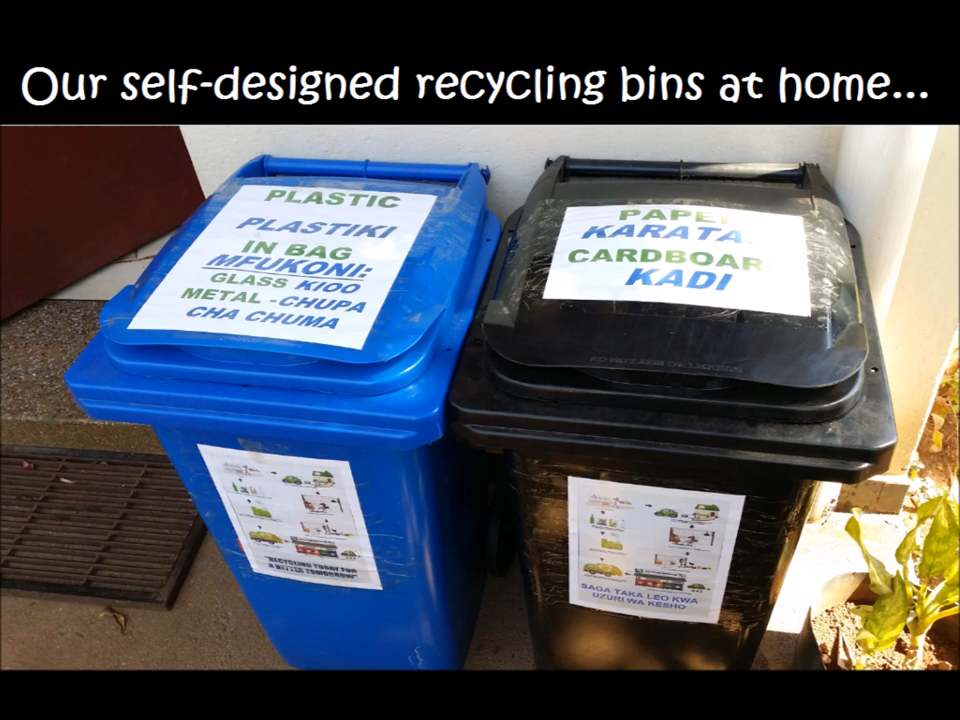 Our self-designed recycling bins at home...
PLASTIC
PLASTIKI
IN BAG
MFUKONI:
GLASS KIOO
METAL - CHUPA
CHA CHUMA
PAPE
KARATA
CARDBOAR
KADI
"RECYCLING TODAY FOR
A BETTER TOMORROW"
SAGA TAKA LEO KWA
UZURI WA KESHO